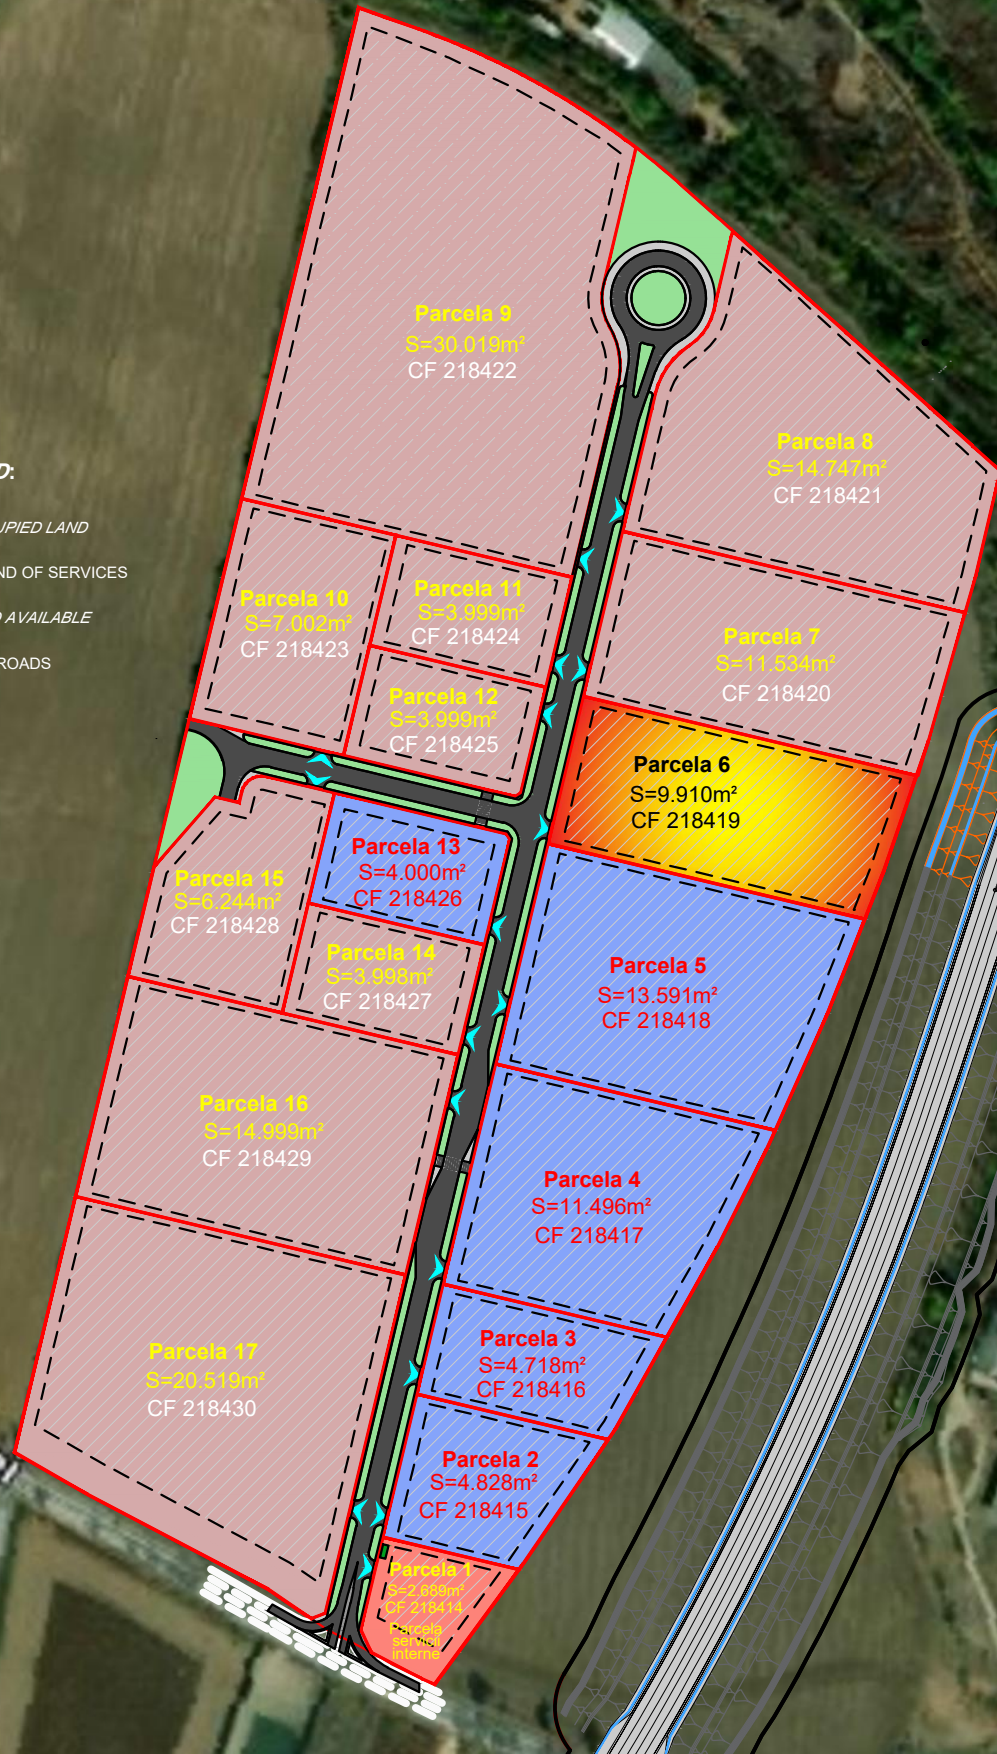 Parcela 9
S=30.019m²
CF 218422
Parcela 8
S=14.747m²
CF 218421
D:
UPIED LAND
ND OF SERVICES
D AVAILABLE
ROADS
Parcela 10
S=7.002m²
CF 218423
Parcela 11
S=3.999m²
CF 218424
Parcela 12
S=3.999m²
CF 218425
Parcela 7
S=11.534m²
CF 218420
Parcela 6
S=9.910m²
CF 218419
Parcela 13
S=4.000m²
CF 218426
Parcela 15
S=6.244m²
CF 218428
Parcela 14
S=3.998m²
CF 218427
Parcela 5
S=13.591m²
CF 218418
Parcela 16
S=14.999m²
CF 218429
Parcela 4
S=11.496m²
CF 218417
Parcela 3
S=4.718m²
CF 218416
Parcela 17
S=20.519m²
CF 218430
Parcela 2
S=4.828m²
CF 218415
Parcela 1
S=2.689m²
CF 218414
Parcela
servicii
interne